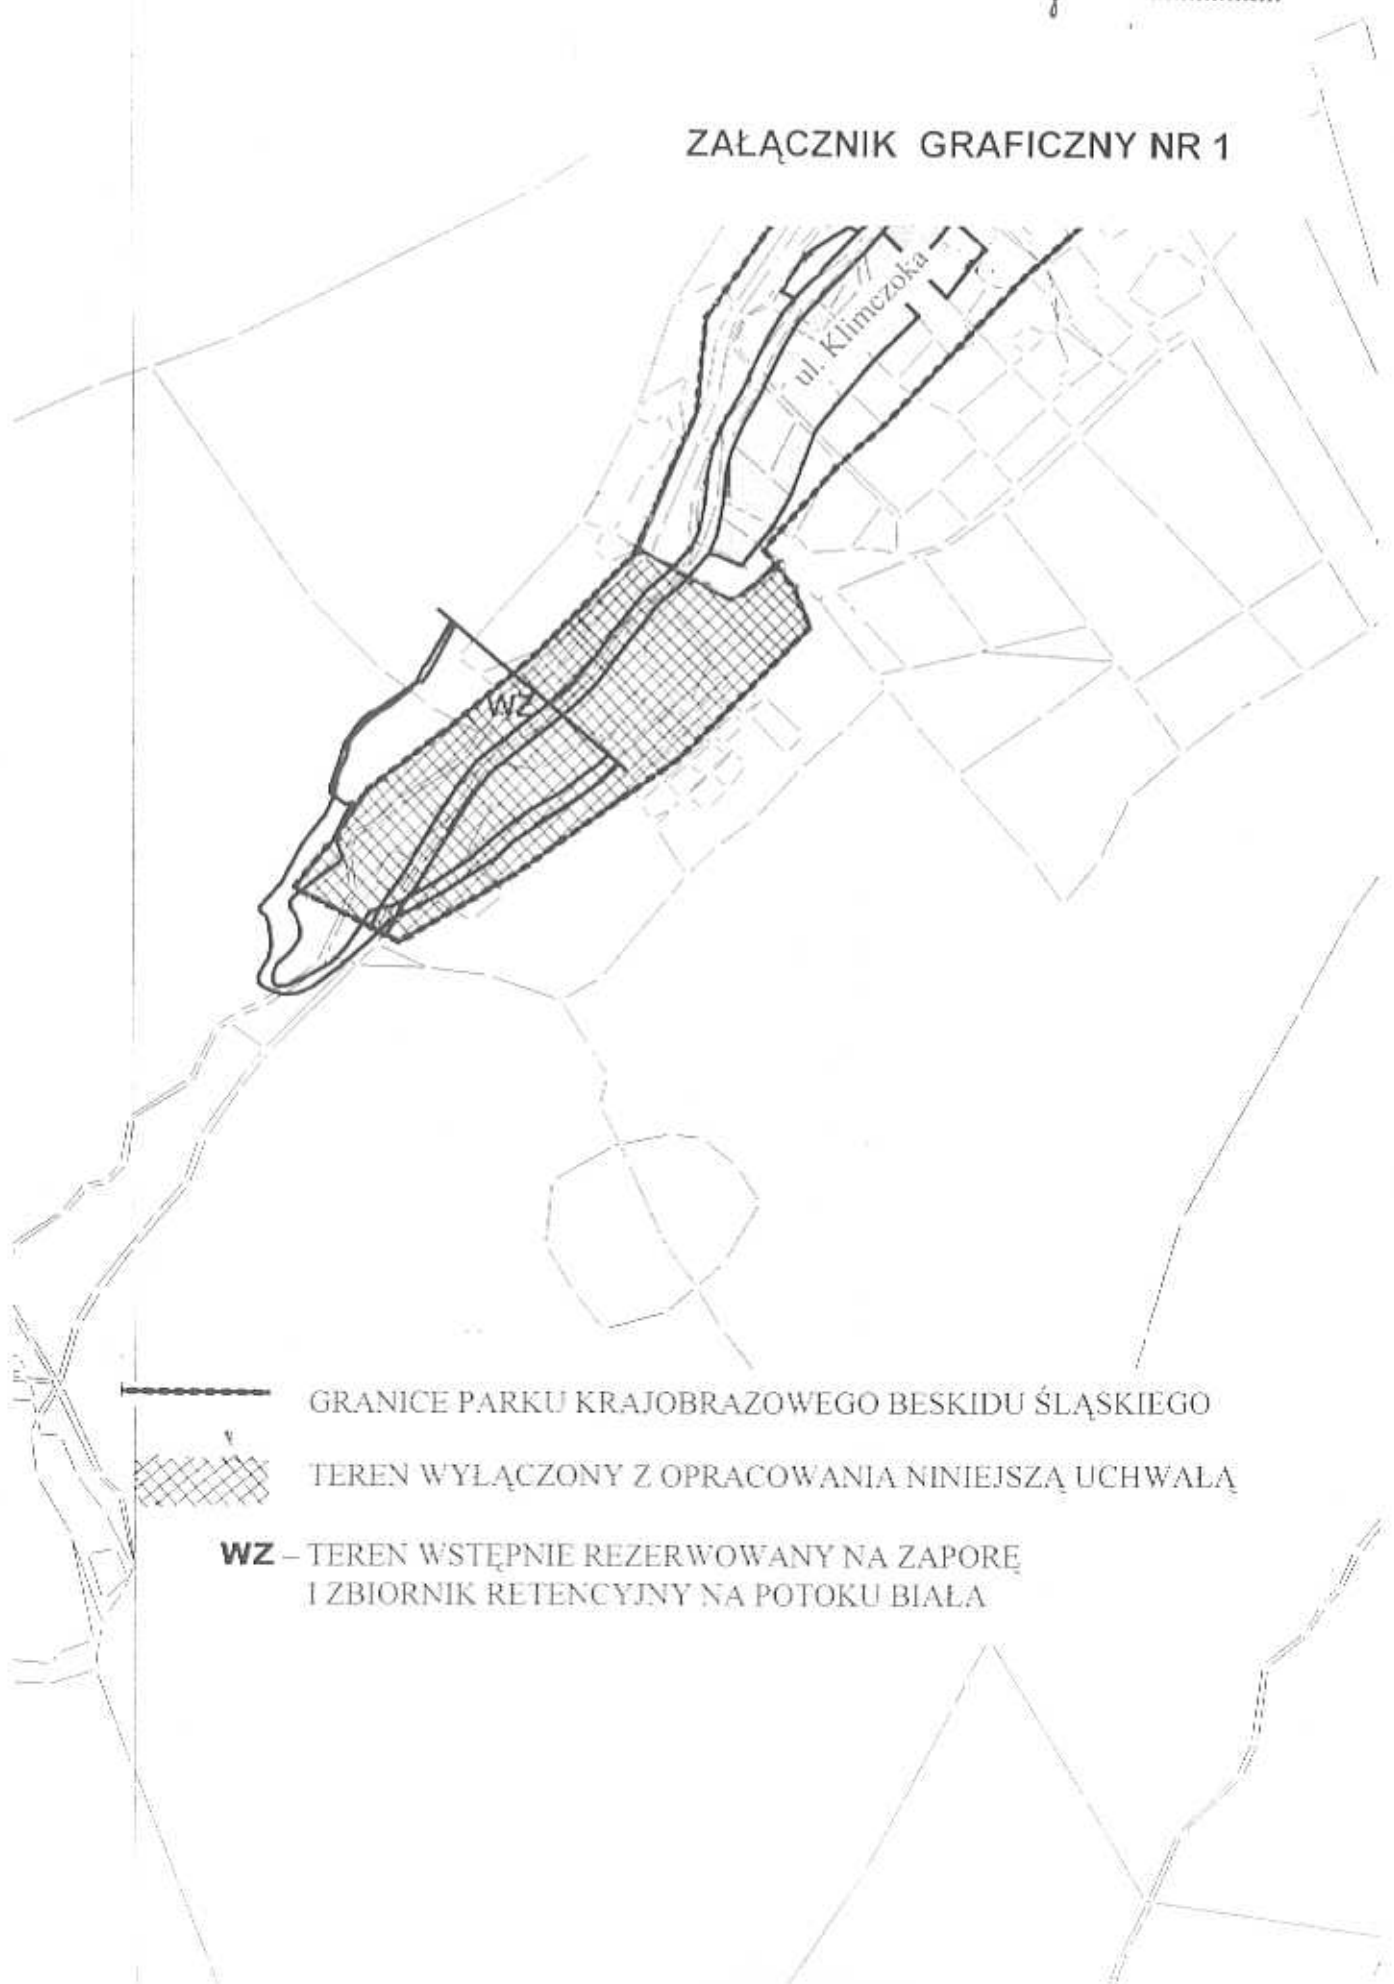 ZAŁĄCZNIK GRAFICZNY NR 1
ul. Klimczoka
WZ
GRANICE PARKU KRAJOBRAZOWEGO BESKIDU ŚLĄSKIEGO
TEREN WYŁĄCZONY Z OPRACOWANIA NINIEJSZĄ UCHWAŁĄ
WZ – TEREN WSTĘPNIE REZERWOWANY NA ZAPORĘ
I ZBIORNIK RETENCYJNY NA POTOKU BIAŁA